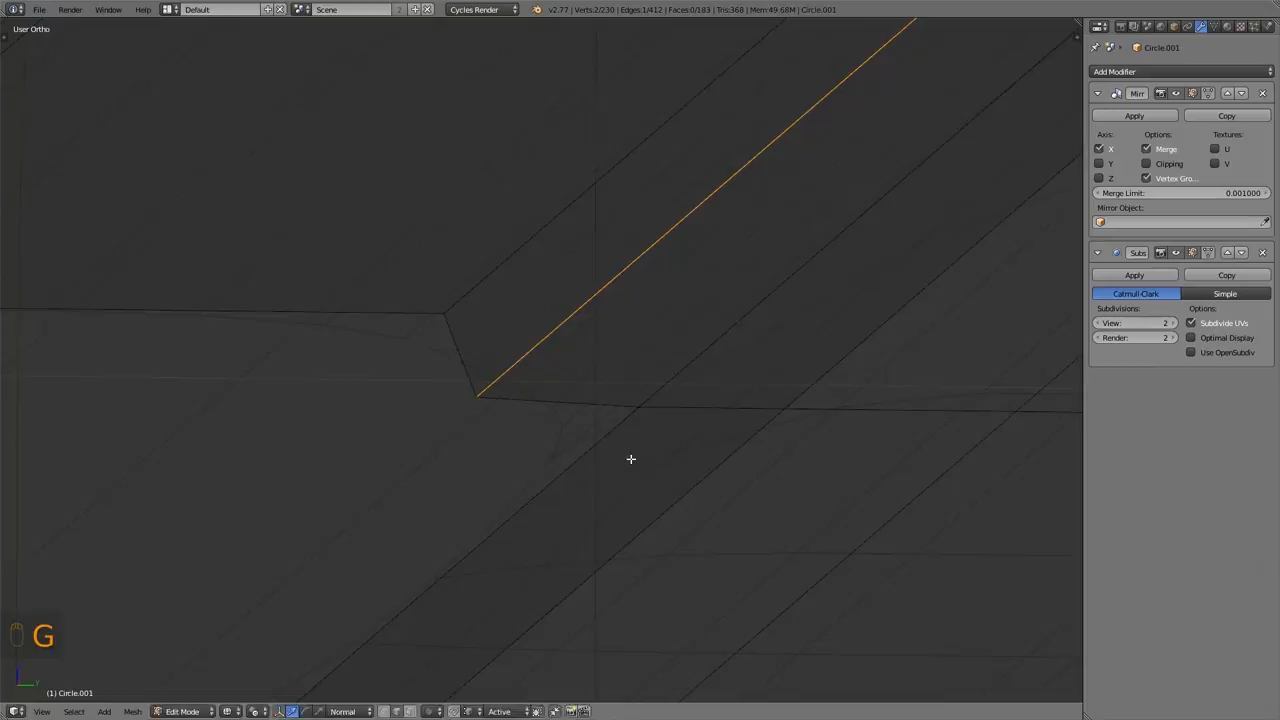 File Render Window Help Default Scene 2 Cycles Render v2.77 | Verts:2/230 | Edges:1/412 | Faces:0/183 | Tris:368 | Mem:49.68M | Circle.001
User Ortho
Circle.001
Add Modifier
Mirr
Apply Copy
Axis: Options: Textures:
X Merge U
Y Clipping V
Z Vertex Gro...
Merge Limit: 0.001000
Mirror Object:
Subs
Apply Copy
Catmull-Clark Simple
Subdivisions: Options:
View: 2 Subdivide UVs
Render: 2 Optimal Display
Use OpenSubdiv
G
Y
(1) Circle.001
View Select Add Mesh Edit Mode Normal Active